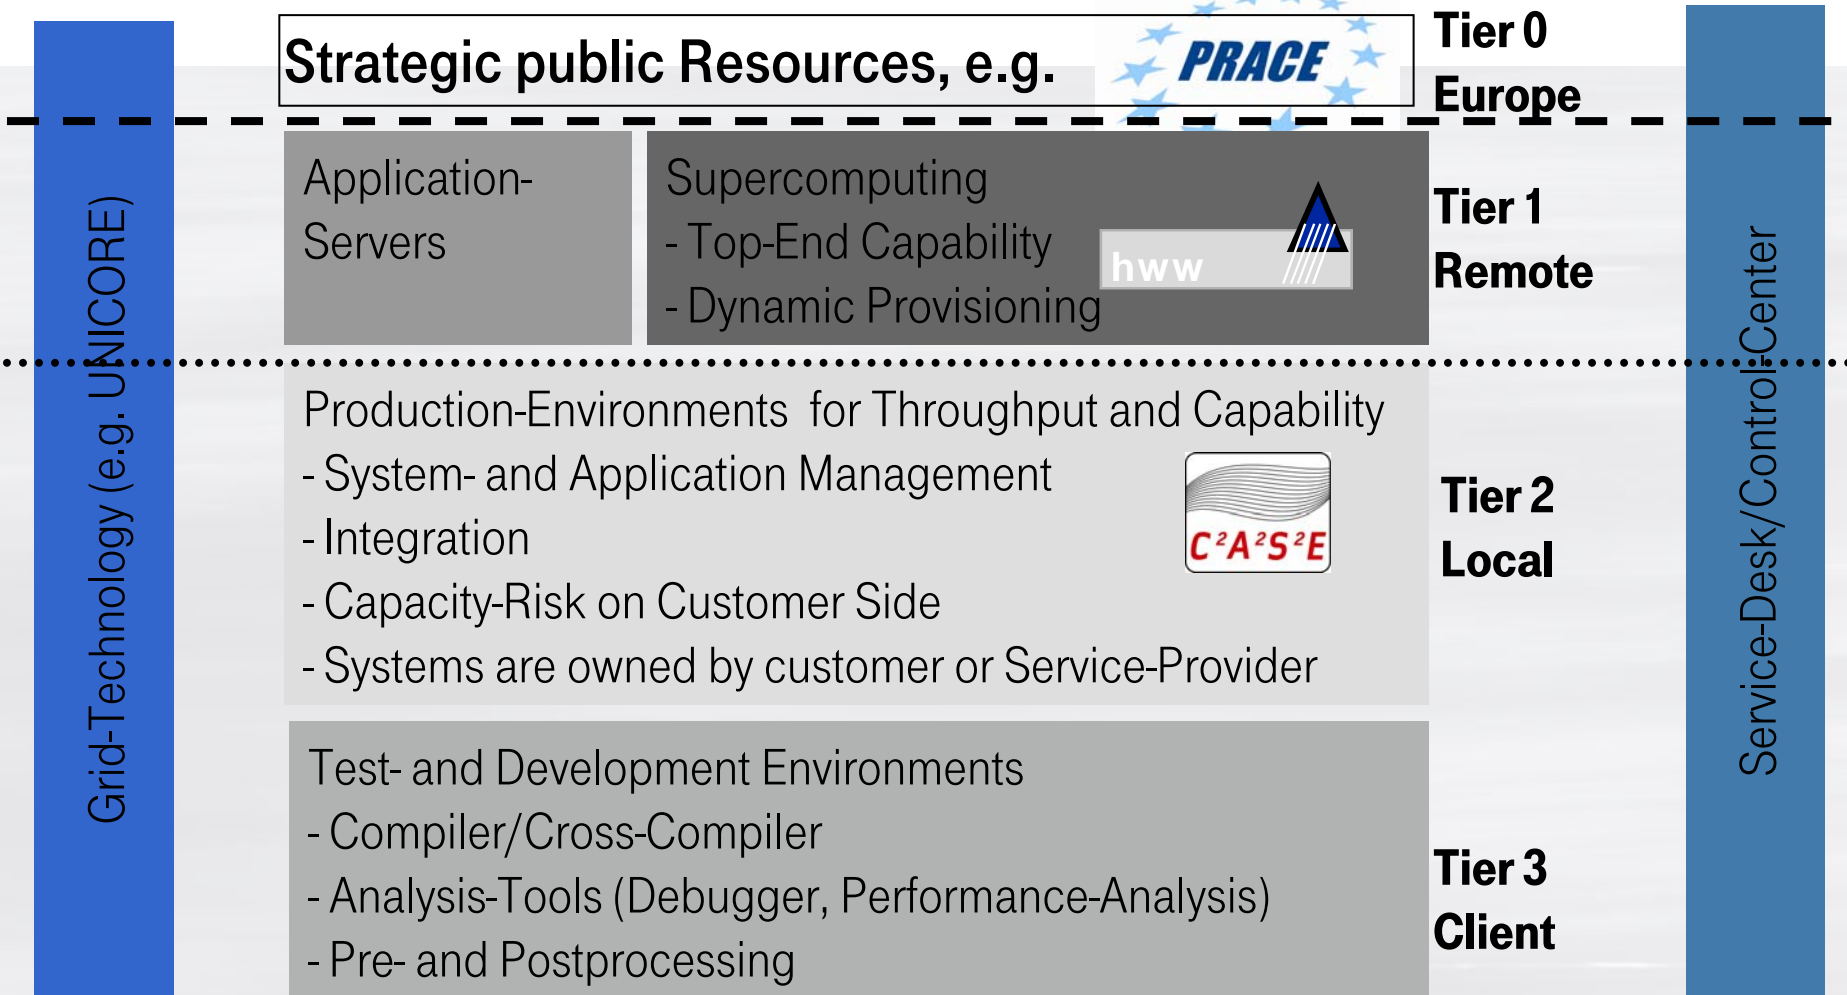 Strategic public Resources, e.g.
PRACE
Tier 0
Europe
Application-
Servers
Supercomputing
- Top-End Capability
- Dynamic Provisioning
hww
Tier 1
Remote
Production-Environments for Throughput and Capability
- System- and Application Management
- Integration
- Capacity-Risk on Customer Side
- Systems are owned by customer or Service-Provider
C²A²S²E
Tier 2
Local
Test- and Development Environments
- Compiler/Cross-Compiler
- Analysis-Tools (Debugger, Performance-Analysis)
- Pre- and Postprocessing
Tier 3
Client
Grid-Technology (e.g. UNICORE)
Service-Desk/Control-Center